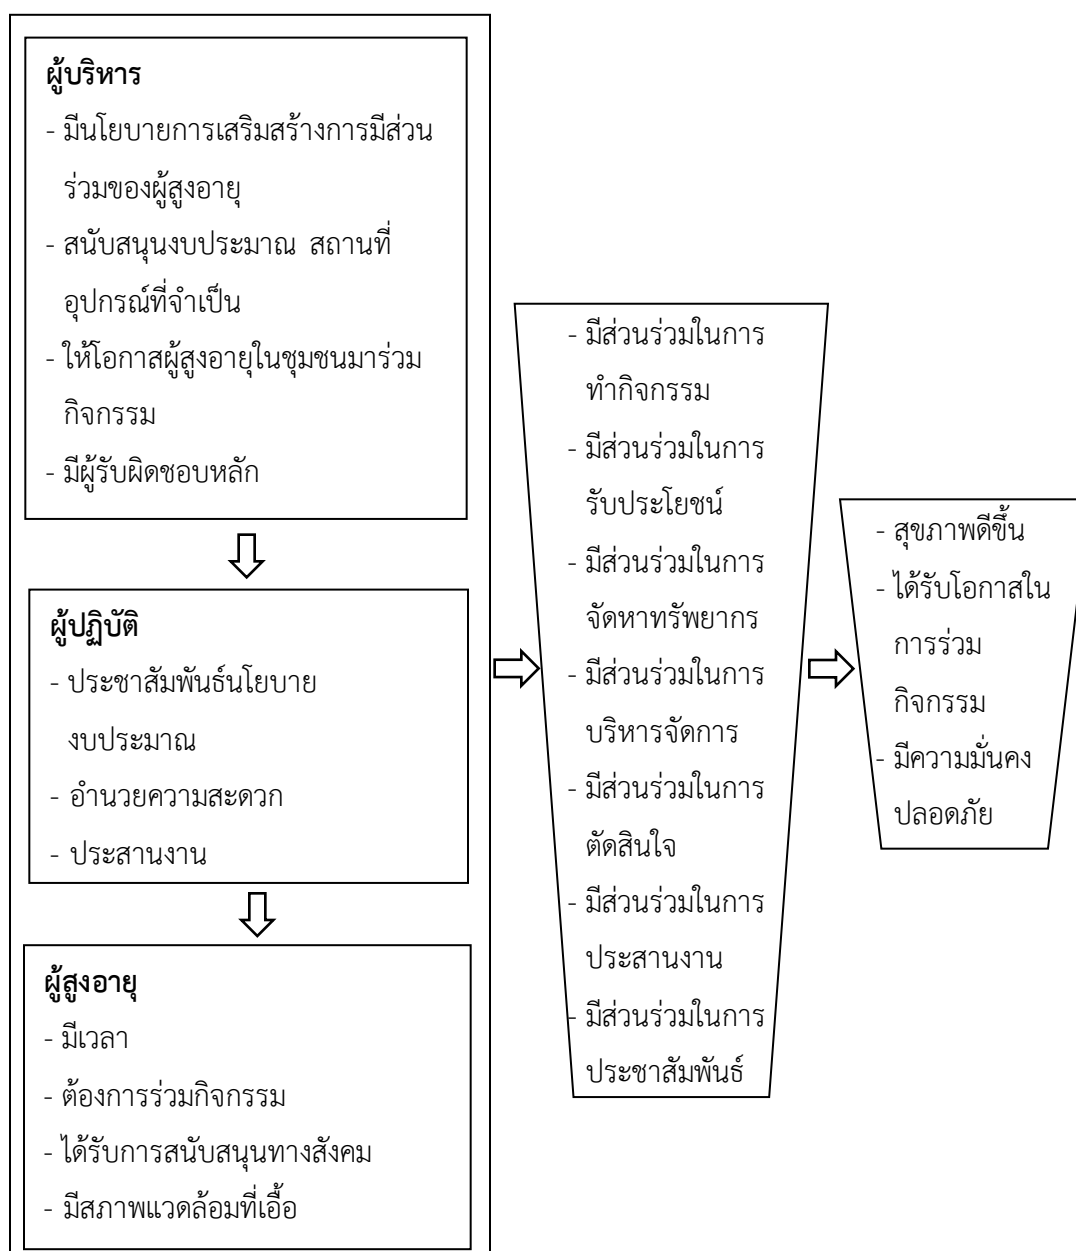 ผู้บริหาร
- มีนโยบายการเสริมสร้างการมีส่วน
ร่วมของผู้สูงอายุ
- สนับสนุนงบประมาณ สถานที่
อุปกรณ์ที่จำเป็น
- ให้โอกาสผู้สูงอายุในชุมชนมาร่วม
กิจกรรม
- มีผู้รับผิดชอบหลัก
ผู้ปฏิบัติ
- ประชาสัมพันธ์นโยบาย
งบประมาณ
- อำนวยความสะดวก
- ประสานงาน
ผู้สูงอายุ
- มีเวลา
- ต้องการร่วมกิจกรรม
- ได้รับการสนับสนุนทางสังคม
- มีสภาพแวดล้อมที่เอื้อ
- มีส่วนร่วมในการ
ทำกิจกรรม
- มีส่วนร่วมในการ
รับประโยชน์
- มีส่วนร่วมในการ
จัดหาทรัพยากร
- มีส่วนร่วมในการ
บริหารจัดการ
- มีส่วนร่วมในการ
ตัดสินใจ
- มีส่วนร่วมในการ
ประสานงาน
- มีส่วนร่วมในการ
ประชาสัมพันธ์
- สุขภาพดีขึ้น
- ได้รับโอกาสใน
การร่วม
กิจกรรม
- มีความมั่นคง
ปลอดภัย